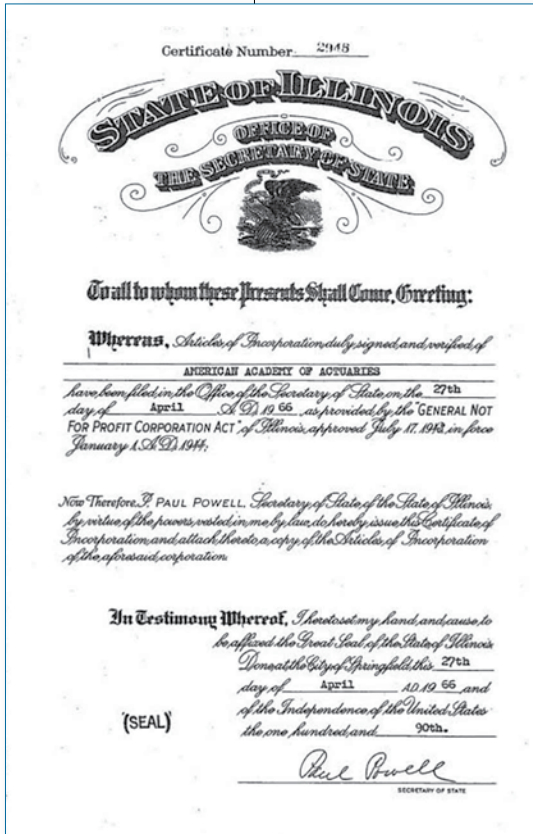 Certificate Number 2948
STATE OF ILLINOIS
OFFICE OF
THE SECRETARY OF STATE
To all to whom these Presents Shall Come, Greeting:
Whereas, Articles of Incorporation duly signed and verified of
AMERICAN ACADEMY OF ACTUARIES
have been filed in the Office of the Secretary of State on the 27th
day of April A.D. 19 66 as provided by the "GENERAL NOT
FOR PROFIT CORPORATION ACT" of Illinois, approved July 17, 1943, in force
January 1, A.D. 1944;
Now Therefore, I, PAUL POWELL, Secretary of State of the State of Illinois
by virtue of the powers vested in me by law, do hereby issue this Certificate of
Incorporation and attach thereto a copy of the Articles of Incorporation
of the aforesaid corporation.
In Testimony Whereof, I hereto set my hand and cause to
be affixed the Great Seal of the State of Illinois
Done at the City of Springfield this 27th
day of April AD. 19 66 and
of the Independence of the United States
(SEAL)
the one hundred and 90th.
Paul Powell
SECRETARY OF STATE